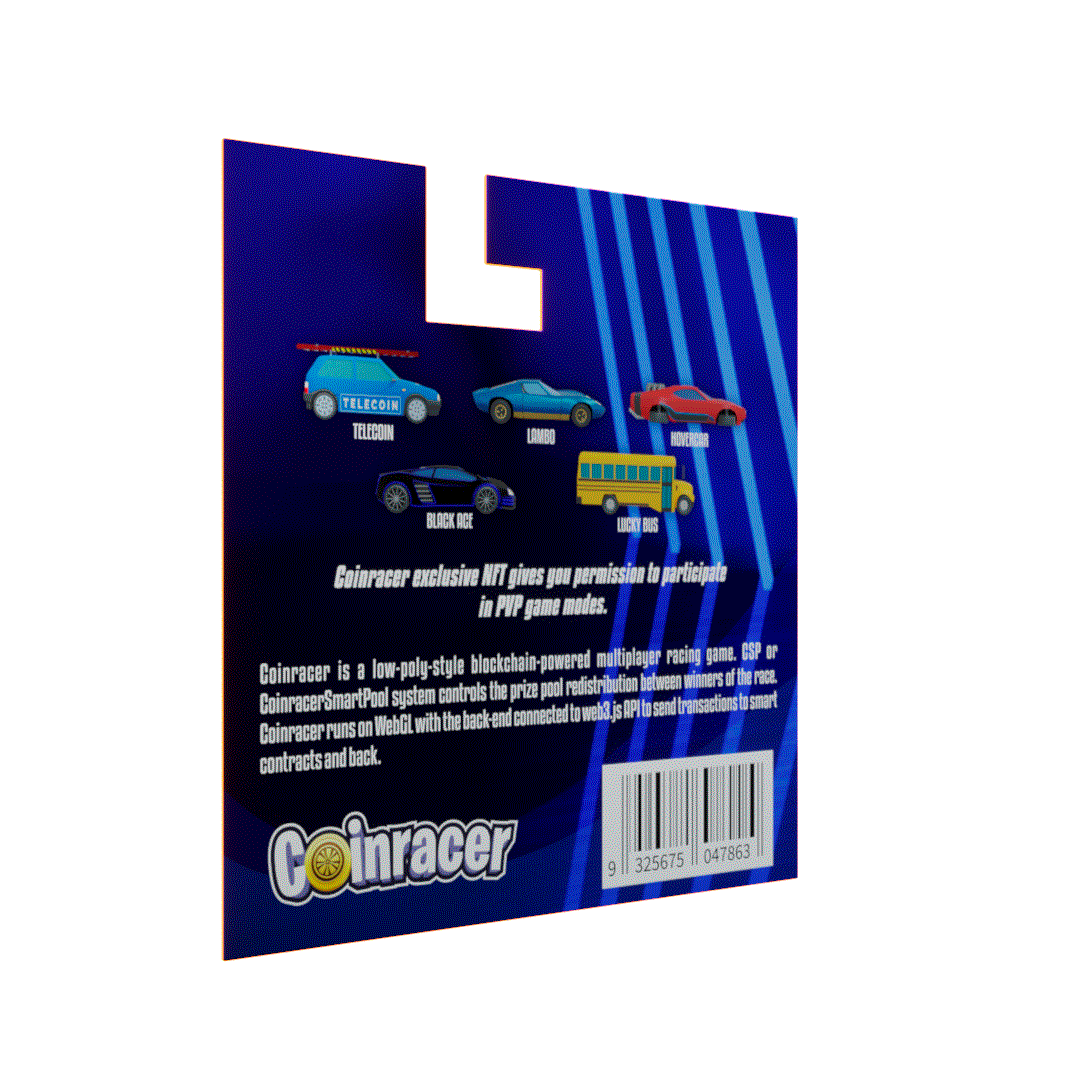 TELECOIN
TELECOIN
LAMBO
HOVERCAR
BLACK ACE
LUCKY BUS
Coinracer exclusive NFT gives you permission to participate
in PVP game modes.
Coinracer is a low-poly-style blockchain-powered multiplayer racing game. CSP or
CoinracerSmartPool system controls the prize pool redistribution between winners of the race.
Coinracer runs on WebGL with the back-end connected to web3.js API to send transactions to smart
contracts and back.
Coinracer
9 325675 047863